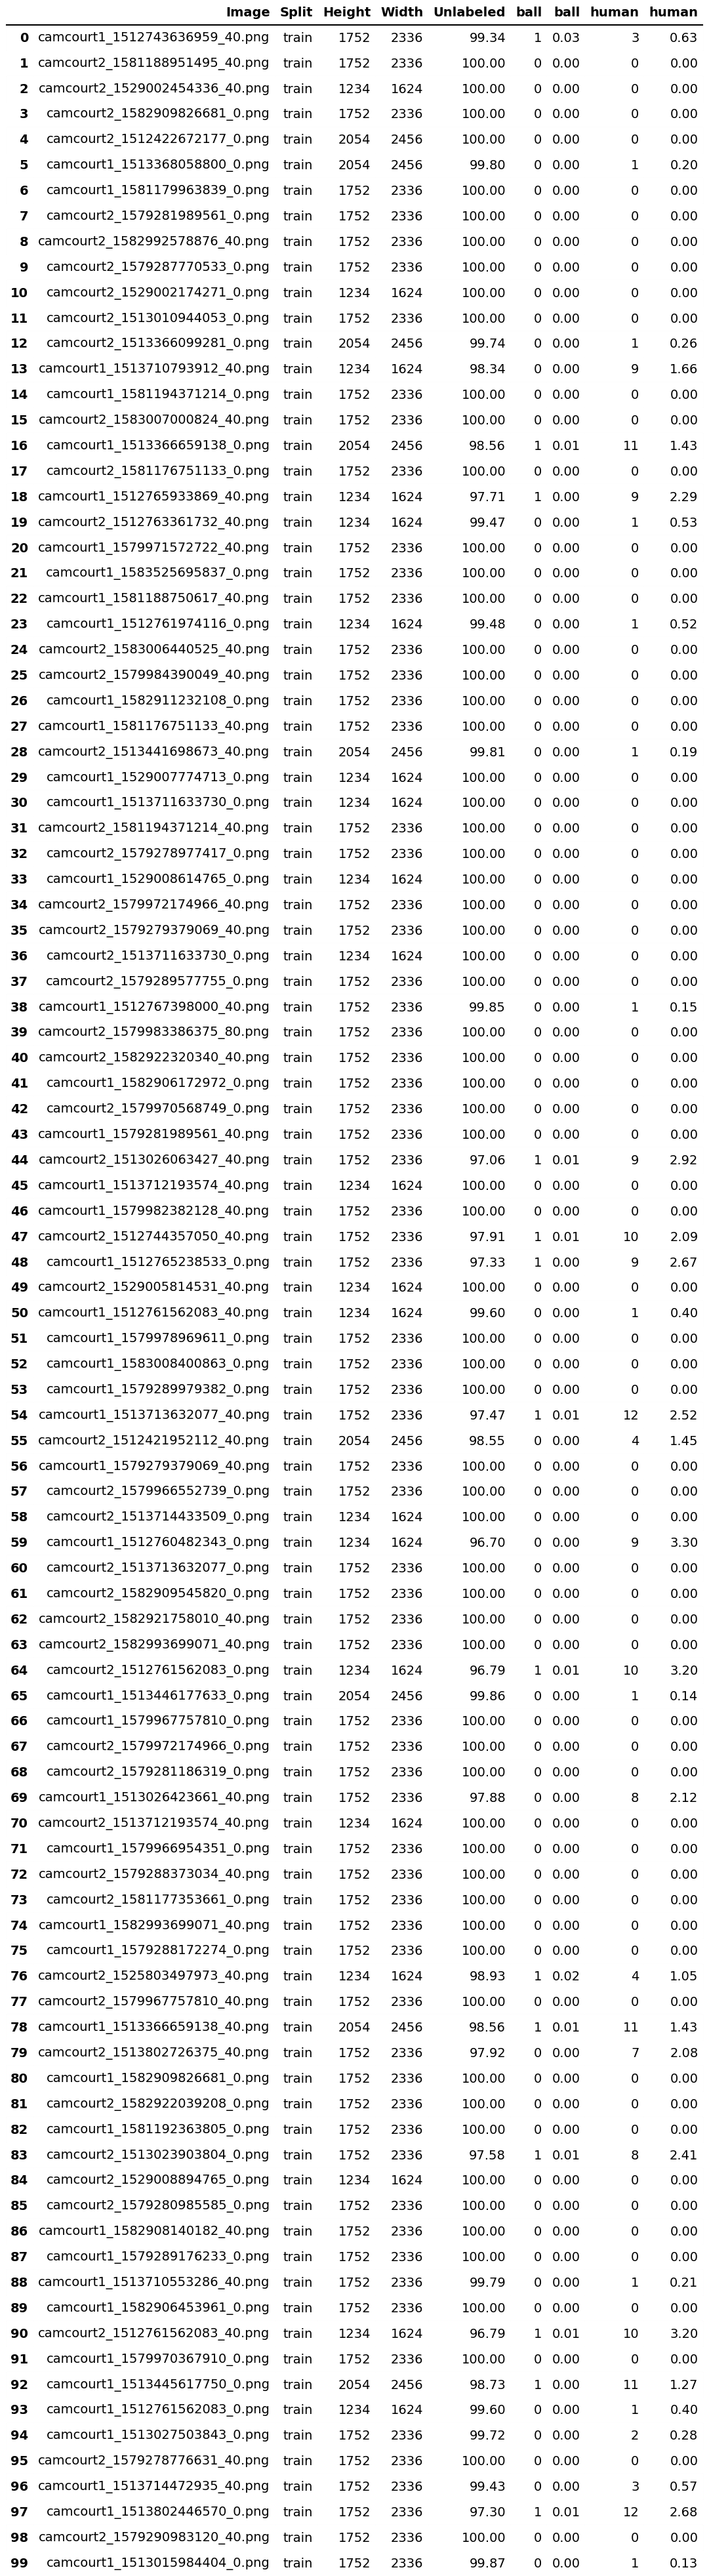 Image Split Height Width Unlabeled ball ball human human
0 camcourt1_1512743636959_40.png train 1752 2336 99.34 1 0.03 3 0.63
1 camcourt2_1581188951495_40.png train 1752 2336 100.00 0 0.00 0 0.00
2 camcourt2_1529002454336_40.png train 1234 1624 100.00 0 0.00 0 0.00
3 camcourt2_1582909826681_0.png train 1752 2336 100.00 0 0.00 0 0.00
4 camcourt2_1512422672177_0.png train 2054 2456 100.00 0 0.00 0 0.00
5 camcourt1_1513368058800_0.png train 2054 2456 99.80 0 0.00 1 0.20
6 camcourt1_1581179963839_0.png train 1752 2336 100.00 0 0.00 0 0.00
7 camcourt2_1579281989561_0.png train 1752 2336 100.00 0 0.00 0 0.00
8 camcourt2_1582992578876_40.png train 1752 2336 100.00 0 0.00 0 0.00
9 camcourt2_1579287770533_0.png train 1752 2336 100.00 0 0.00 0 0.00
10 camcourt2_1529002174271_0.png train 1234 1624 100.00 0 0.00 0 0.00
11 camcourt2_1513010944053_0.png train 1752 2336 100.00 0 0.00 0 0.00
12 camcourt2_1513366099281_0.png train 2054 2456 99.74 0 0.00 1 0.26
13 camcourt1_1513710793912_40.png train 1234 1624 98.34 0 0.00 9 1.66
14 camcourt1_1581194371214_0.png train 1752 2336 100.00 0 0.00 0 0.00
15 camcourt2_1583007000824_40.png train 1752 2336 100.00 0 0.00 0 0.00
16 camcourt1_1513366659138_0.png train 2054 2456 98.56 1 0.01 11 1.43
17 camcourt2_1581176751133_0.png train 1752 2336 100.00 0 0.00 0 0.00
18 camcourt1_1512765933869_40.png train 1234 1624 97.71 1 0.00 9 2.29
19 camcourt2_1512763361732_40.png train 1234 1624 99.47 0 0.00 1 0.53
20 camcourt1_1579971572722_40.png train 1752 2336 100.00 0 0.00 0 0.00
21 camcourt1_1583525695837_0.png train 1752 2336 100.00 0 0.00 0 0.00
22 camcourt1_1581188750617_40.png train 1752 2336 100.00 0 0.00 0 0.00
23 camcourt1_1512761974116_0.png train 1234 1624 99.48 0 0.00 1 0.52
24 camcourt2_1583006440525_40.png train 1752 2336 100.00 0 0.00 0 0.00
25 camcourt2_1579984390049_40.png train 1752 2336 100.00 0 0.00 0 0.00
26 camcourt1_1582911232108_0.png train 1752 2336 100.00 0 0.00 0 0.00
27 camcourt1_1581176751133_40.png train 1752 2336 100.00 0 0.00 0 0.00
28 camcourt2_1513441698673_40.png train 2054 2456 99.81 0 0.00 1 0.19
29 camcourt1_1529007774713_0.png train 1234 1624 100.00 0 0.00 0 0.00
30 camcourt1_1513711633730_0.png train 1234 1624 100.00 0 0.00 0 0.00
31 camcourt2_1581194371214_40.png train 1752 2336 100.00 0 0.00 0 0.00
32 camcourt2_1579278977417_0.png train 1752 2336 100.00 0 0.00 0 0.00
33 camcourt1_1529008614765_0.png train 1234 1624 100.00 0 0.00 0 0.00
34 camcourt2_1579972174966_40.png train 1752 2336 100.00 0 0.00 0 0.00
35 camcourt2_1579279379069_40.png train 1752 2336 100.00 0 0.00 0 0.00
36 camcourt2_1513711633730_0.png train 1234 1624 100.00 0 0.00 0 0.00
37 camcourt2_1579289577755_0.png train 1752 2336 100.00 0 0.00 0 0.00
38 camcourt1_1512767398000_40.png train 1752 2336 99.85 0 0.00 1 0.15
39 camcourt2_1579983386375_80.png train 1752 2336 100.00 0 0.00 0 0.00
40 camcourt2_1582922320340_40.png train 1752 2336 100.00 0 0.00 0 0.00
41 camcourt1_1582906172972_0.png train 1752 2336 100.00 0 0.00 0 0.00
42 camcourt2_1579970568749_0.png train 1752 2336 100.00 0 0.00 0 0.00
43 camcourt1_1579281989561_40.png train 1752 2336 100.00 0 0.00 0 0.00
44 camcourt2_1513026063427_40.png train 1752 2336 97.06 1 0.01 9 2.92
45 camcourt1_1513712193574_40.png train 1234 1624 100.00 0 0.00 0 0.00
46 camcourt1_1579982382128_40.png train 1752 2336 100.00 0 0.00 0 0.00
47 camcourt2_1512744357050_40.png train 1752 2336 97.91 1 0.01 10 2.09
48 camcourt1_1512765238533_0.png train 1752 2336 97.33 1 0.00 9 2.67
49 camcourt2_1529005814531_40.png train 1234 1624 100.00 0 0.00 0 0.00
50 camcourt1_1512761562083_40.png train 1234 1624 99.60 0 0.00 1 0.40
51 camcourt1_1579978969611_0.png train 1752 2336 100.00 0 0.00 0 0.00
52 camcourt1_1583008400863_0.png train 1752 2336 100.00 0 0.00 0 0.00
53 camcourt1_1579289979382_0.png train 1752 2336 100.00 0 0.00 0 0.00
54 camcourt1_1513713632077_40.png train 1752 2336 97.47 1 0.01 12 2.52
55 camcourt2_1512421952112_40.png train 2054 2456 98.55 0 0.00 4 1.45
56 camcourt1_1579279379069_40.png train 1752 2336 100.00 0 0.00 0 0.00
57 camcourt2_1579966552739_0.png train 1752 2336 100.00 0 0.00 0 0.00
58 camcourt2_1513714433509_0.png train 1234 1624 100.00 0 0.00 0 0.00
59 camcourt1_1512760482343_0.png train 1234 1624 96.70 0 0.00 9 3.30
60 camcourt2_1513713632077_0.png train 1752 2336 100.00 0 0.00 0 0.00
61 camcourt2_1582909545820_0.png train 1752 2336 100.00 0 0.00 0 0.00
62 camcourt2_1582921758010_40.png train 1752 2336 100.00 0 0.00 0 0.00
63 camcourt2_1582993699071_40.png train 1752 2336 100.00 0 0.00 0 0.00
64 camcourt2_1512761562083_0.png train 1234 1624 96.79 1 0.01 10 3.20
65 camcourt1_1513446177633_0.png train 2054 2456 99.86 0 0.00 1 0.14
66 camcourt1_1579967757810_0.png train 1752 2336 100.00 0 0.00 0 0.00
67 camcourt2_1579972174966_0.png train 1752 2336 100.00 0 0.00 0 0.00
68 camcourt2_1579281186319_0.png train 1752 2336 100.00 0 0.00 0 0.00
69 camcourt1_1513026423661_40.png train 1752 2336 97.88 0 0.00 8 2.12
70 camcourt2_1513712193574_40.png train 1234 1624 100.00 0 0.00 0 0.00
71 camcourt1_1579966954351_0.png train 1752 2336 100.00 0 0.00 0 0.00
72 camcourt2_1579288373034_40.png train 1752 2336 100.00 0 0.00 0 0.00
73 camcourt2_1581177353661_0.png train 1752 2336 100.00 0 0.00 0 0.00
74 camcourt1_1582993699071_40.png train 1752 2336 100.00 0 0.00 0 0.00
75 camcourt1_1579288172274_0.png train 1752 2336 100.00 0 0.00 0 0.00
76 camcourt2_1525803497973_40.png train 1234 1624 98.93 1 0.02 4 1.05
77 camcourt2_1579967757810_40.png train 1752 2336 100.00 0 0.00 0 0.00
78 camcourt1_1513366659138_40.png train 2054 2456 98.56 1 0.01 11 1.43
79 camcourt2_1513802726375_40.png train 1752 2336 97.92 0 0.00 7 2.08
80 camcourt1_1582909826681_0.png train 1752 2336 100.00 0 0.00 0 0.00
81 camcourt2_1582922039208_0.png train 1752 2336 100.00 0 0.00 0 0.00
82 camcourt1_1581192363805_0.png train 1752 2336 100.00 0 0.00 0 0.00
83 camcourt2_1513023903804_0.png train 1752 2336 97.58 1 0.01 8 2.41
84 camcourt2_1529008894765_0.png train 1234 1624 100.00 0 0.00 0 0.00
85 camcourt2_1579280985585_0.png train 1752 2336 100.00 0 0.00 0 0.00
86 camcourt1_1582908140182_40.png train 1752 2336 100.00 0 0.00 0 0.00
87 camcourt1_1579289176233_0.png train 1752 2336 100.00 0 0.00 0 0.00
88 camcourt1_1513710553286_40.png train 1752 2336 99.79 0 0.00 1 0.21
89 camcourt1_1582906453961_0.png train 1752 2336 100.00 0 0.00 0 0.00
90 camcourt2_1512761562083_40.png train 1234 1624 96.79 1 0.01 10 3.20
91 camcourt1_1579970367910_0.png train 1752 2336 100.00 0 0.00 0 0.00
92 camcourt1_1513445617750_0.png train 2054 2456 98.73 1 0.00 11 1.27
93 camcourt1_1512761562083_0.png train 1234 1624 99.60 0 0.00 1 0.40
94 camcourt1_1513027503843_0.png train 1752 2336 99.72 0 0.00 2 0.28
95 camcourt2_1579278776631_40.png train 1752 2336 100.00 0 0.00 0 0.00
96 camcourt1_1513714472935_40.png train 1752 2336 99.43 0 0.00 3 0.57
97 camcourt1_1513802446570_0.png train 1752 2336 97.30 1 0.01 12 2.68
98 camcourt2_1579290983120_40.png train 1752 2336 100.00 0 0.00 0 0.00
99 camcourt1_1513015984404_0.png train 1752 2336 99.87 0 0.00 1 0.13